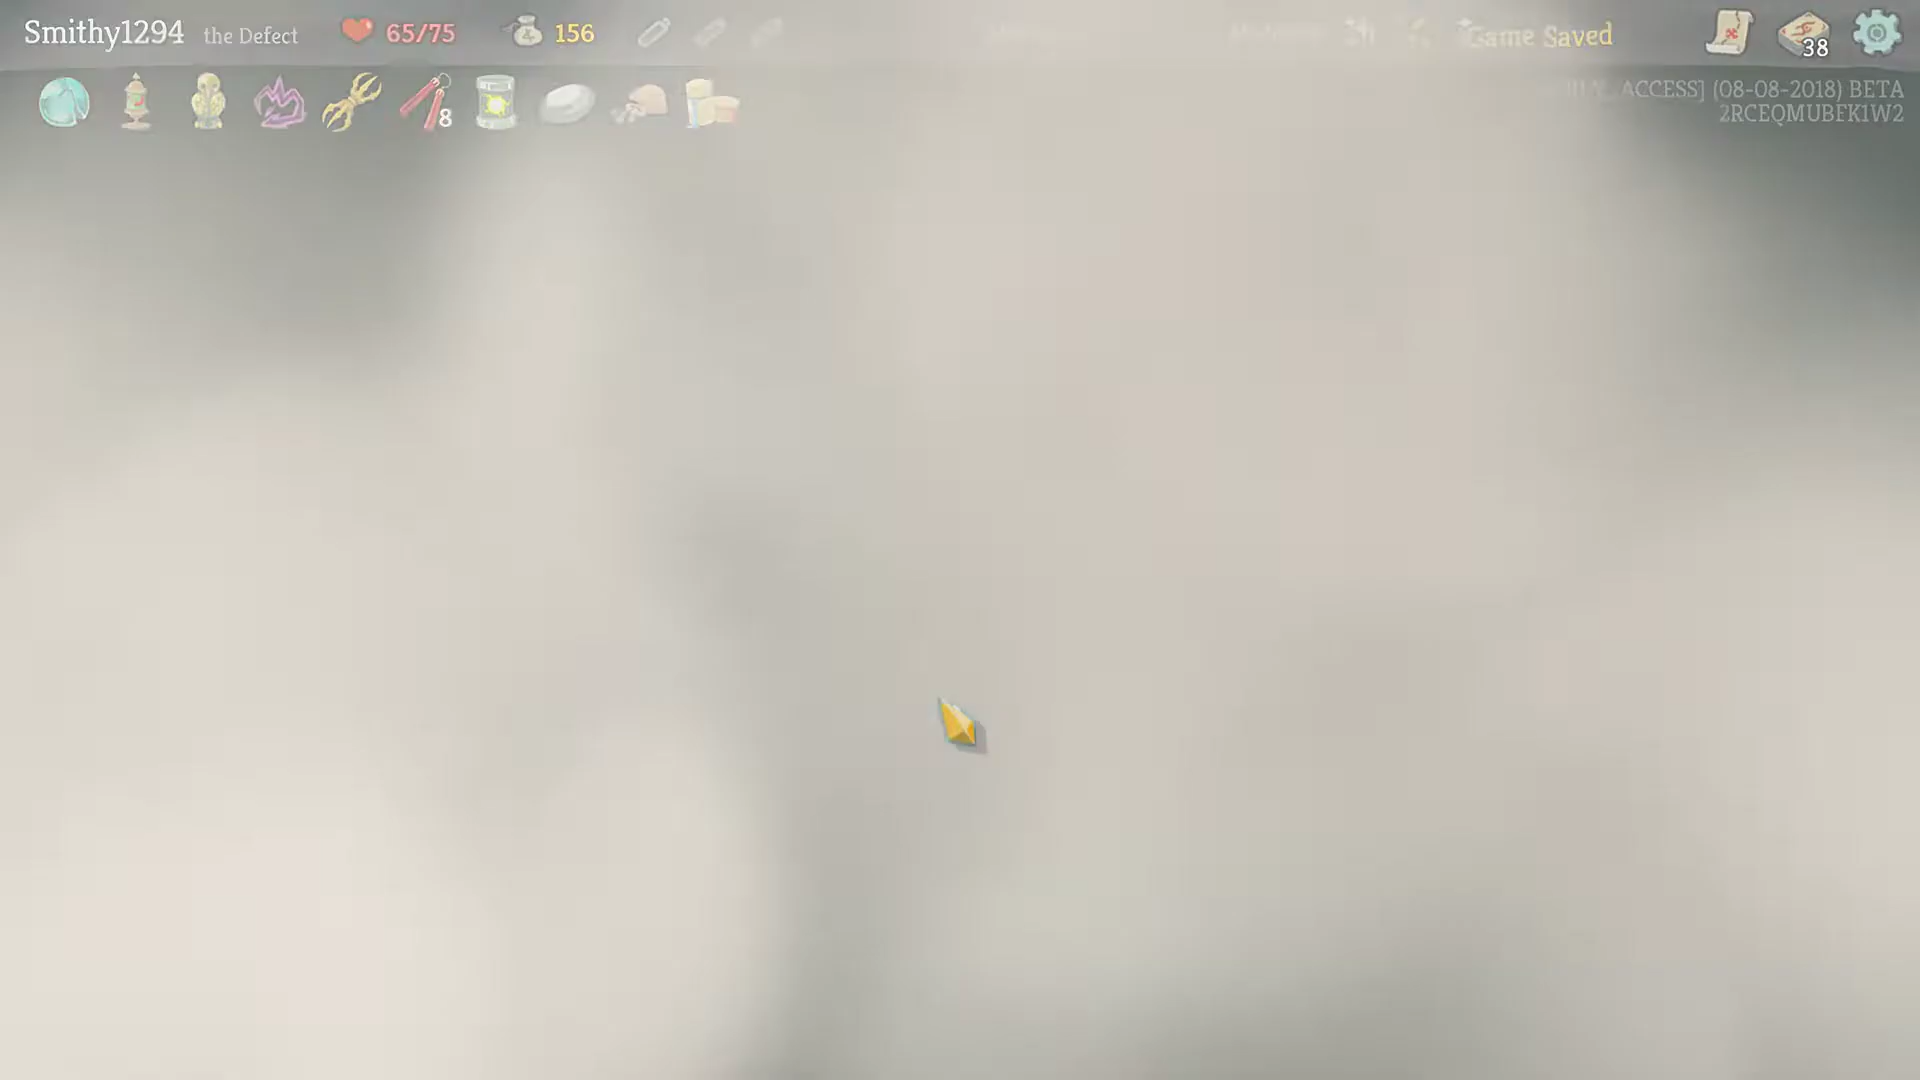 Smithy1294 the Defect 65/75 156 Game Saved 38
8
ACCESS] (08-08-2018) BETA
2RCEQMUBFK1W2